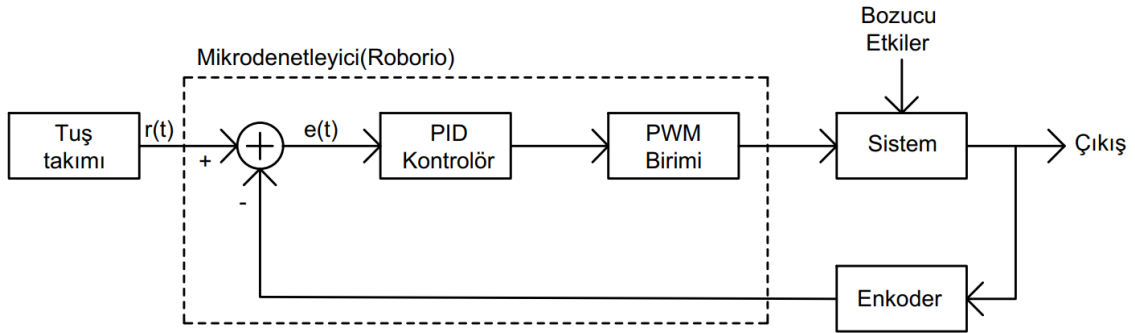 Bozucu
Etkiler
Mikrodenetleyici(Roborio)
Tuş
takımı
r(t)
+
-
e(t)
PID
Kontrolör
PWM
Birimi
Sistem
Çıkış
Enkoder